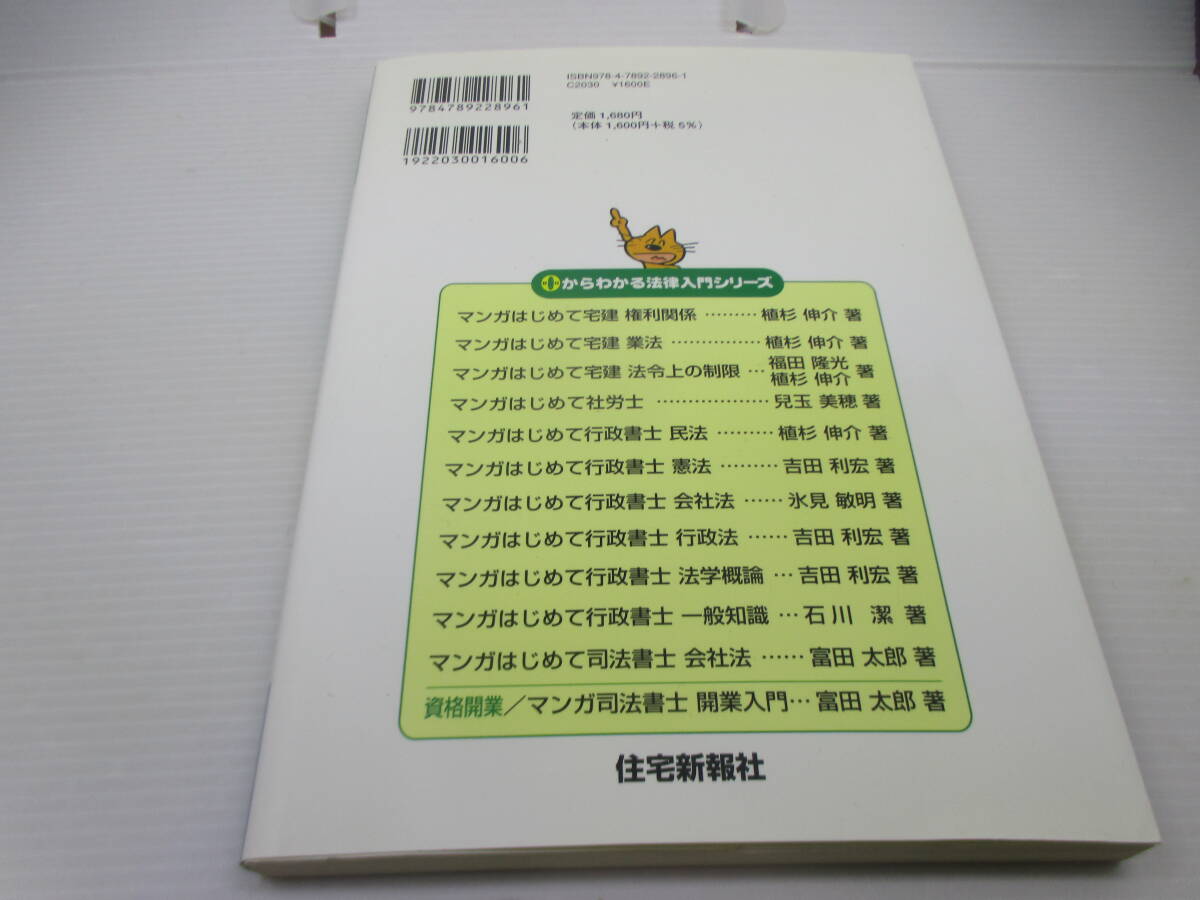 ISBN978-4-7892-2896-1
C2030 ¥1600E
9784789228961
定価 1,680円
(本体 1,600円+税 5%)
1922030016006
からわかる法律入門シリーズ
マンガはじめて宅建 権利関係 ……… 植杉 伸介 著
マンガはじめて宅建 業法 …………… 植杉 伸介 著
マンガはじめて宅建 法令上の制限 … 福田 隆光 植杉 伸介 著
マンガはじめて社労士 ……………… 兒玉 美穂 著
マンガはじめて行政書士 民法 ……… 植杉 伸介 著
マンガはじめて行政書士 憲法 ……… 吉田 利宏 著
マンガはじめて行政書士 会社法 …… 氷見 敏明 著
マンガはじめて行政書士 行政法 …… 吉田 利宏 著
マンガはじめて行政書士 法学概論 … 吉田 利宏 著
マンガはじめて行政書士 一般知識 … 石川 潔 著
マンガはじめて司法書士 会社法 …… 富田 太郎 著
資格開業/マンガ司法書士 開業入門… 富田 太郎 著
住宅新報社